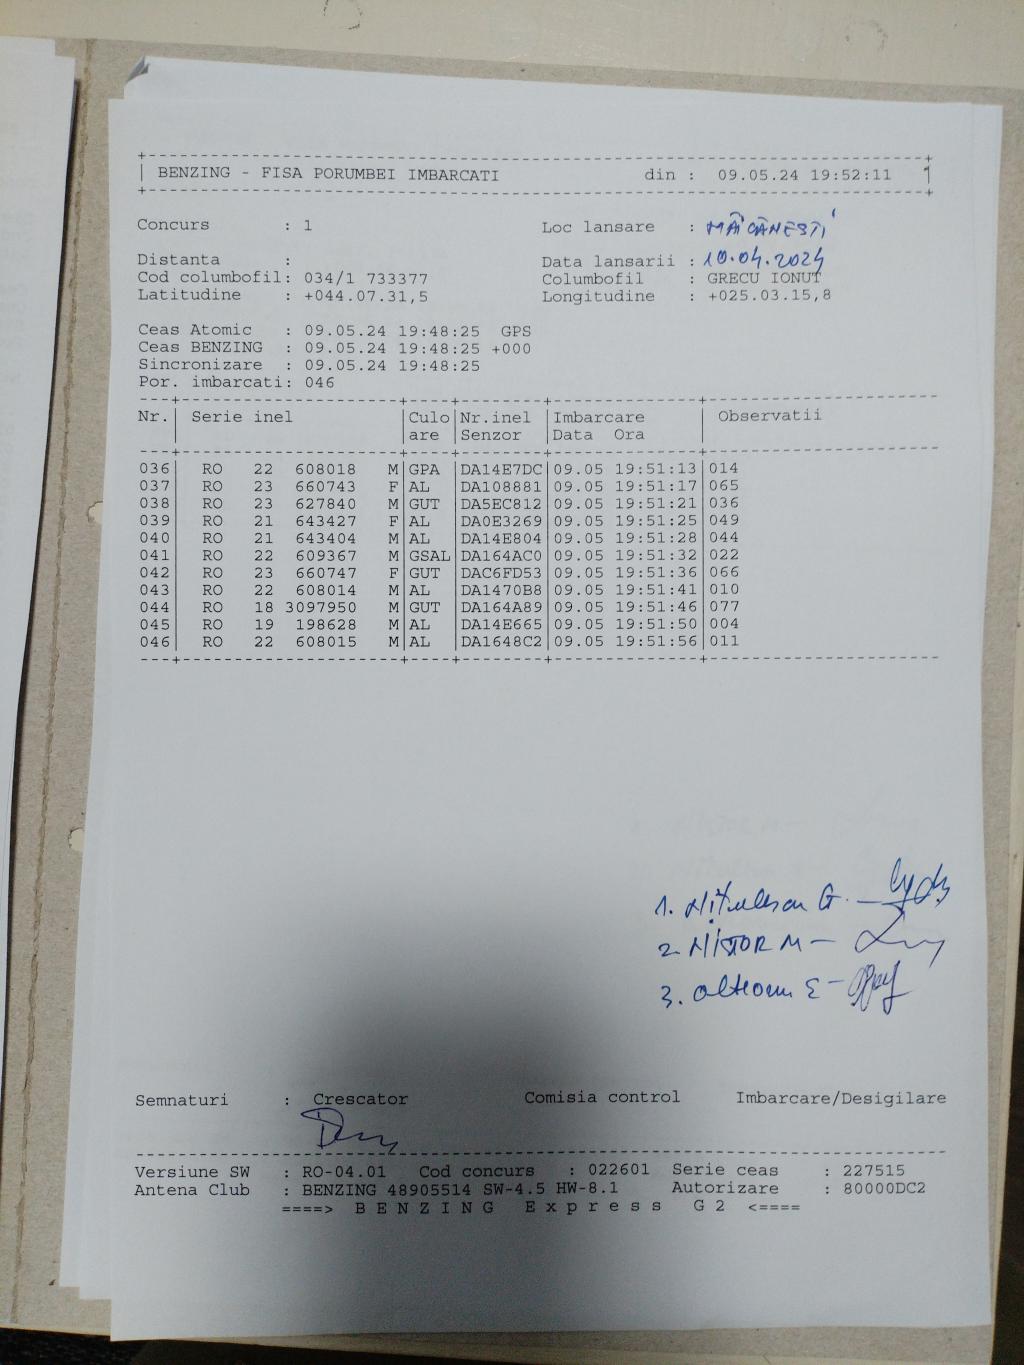 BENZING - FISA PORUMBEI IMBARCATI din : 09.05.24 19:52:11 1
Concurs : 1 Loc lansare : MĂCĂNEȘTI
Distanta : Data lansarii : 10.04.2024
Cod columbofil: 034/1 733377 Columbofil : GRECU IONUT
Latitudine : +044.07.31,5 Longitudine : +025.03.15,8
Ceas Atomic : 09.05.24 19:48:25 GPS
Ceas BENZING : 09.05.24 19:48:25 +000
Sincronizare : 09.05.24 19:48:25
Por. imbarcati: 046
Nr. Serie inel Culo Nr.inel Imbarcare Observatii
are Senzor Data Ora
036 RO 22 608018 M GPA DA14E7DC 09.05 19:51:13 014
037 RO 23 660743 F AL DA108881 09.05 19:51:17 065
038 RO 23 627840 M GUT DA5EC812 09.05 19:51:21 036
039 RO 21 643427 F AL DA0E3269 09.05 19:51:25 049
040 RO 21 643404 M AL DA14E804 09.05 19:51:28 044
041 RO 22 609367 M GSAL DA164AC0 09.05 19:51:32 022
042 RO 23 660747 F GUT DAC6FD53 09.05 19:51:36 066
043 RO 22 608014 M AL DA1470B8 09.05 19:51:41 010
044 RO 18 3097950 M GUT DA164A89 09.05 19:51:46 077
045 RO 19 198628 M AL DA14E665 09.05 19:51:50 004
046 RO 22 608015 M AL DA1648C2 09.05 19:51:56 011
1. Nițulescu G. —
2. NISTOR M —
3. Olteanu E —
Semnaturi : Crescator Comisia control Imbarcare/Desigilare
Versiune SW : RO-04.01 Cod concurs : 022601 Serie ceas : 227515
Antena Club : BENZING 48905514 SW-4.5 HW-8.1 Autorizare : 80000DC2
====> B E N Z I N G E x p r e s s G 2 <====